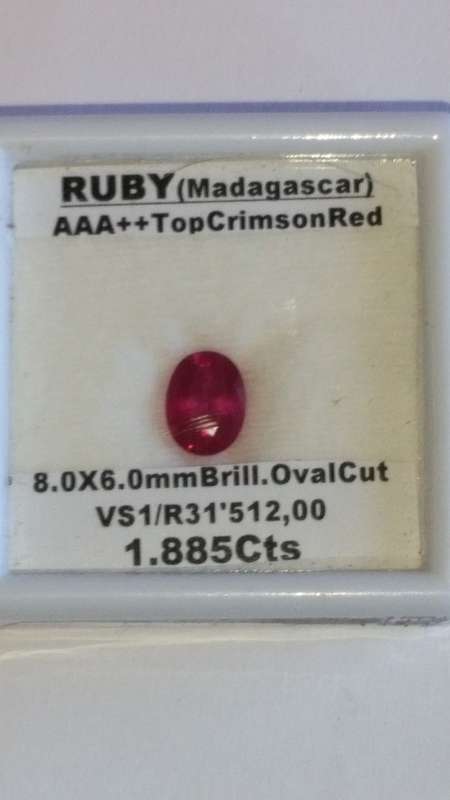 RUBY(Madagascar)
AAA++TopCrimsonRed
8.0X6.0mmBrill.OvalCut
VS1/R31'512,00
1.885Cts